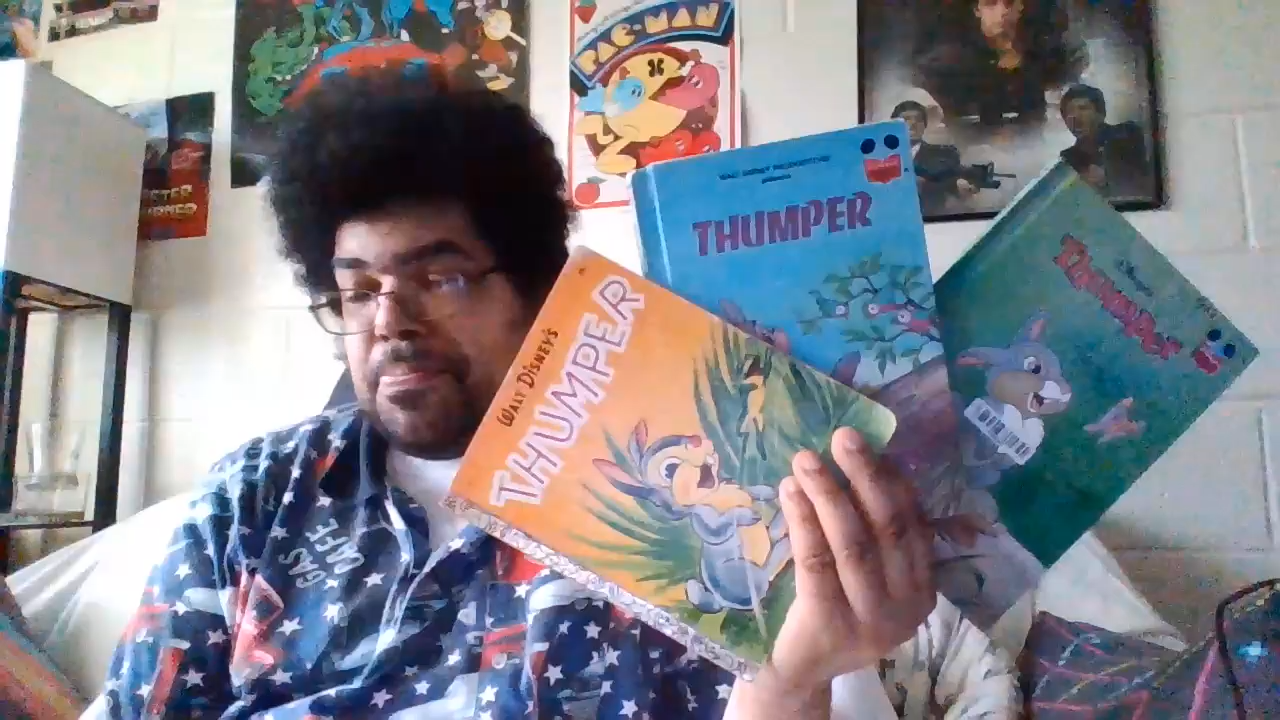 PAC-MAN
WALT DISNEY PRODUCTIONS
presents
THUMPER
WALT DISNEY'S
THUMPER
Disney's
THUMPER
GAS
CAFE